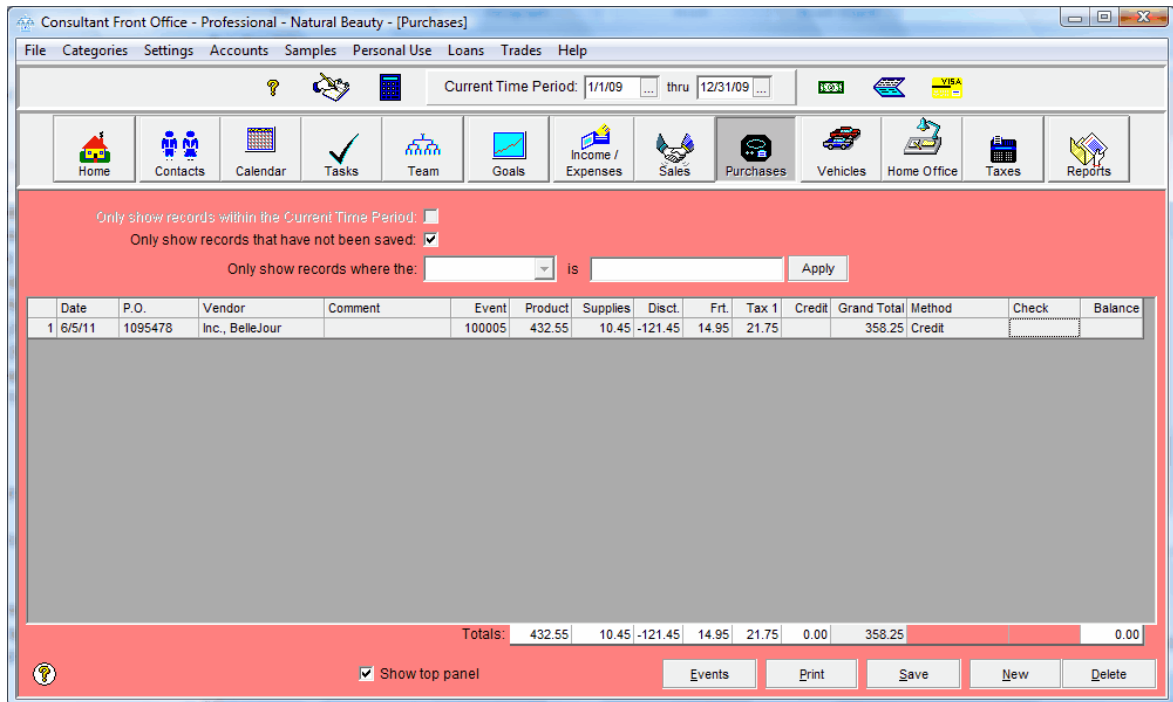 Consultant Front Office - Professional - Natural Beauty - [Purchases]
File Categories Settings Accounts Samples Personal Use Loans Trades Help
Current Time Period: 1/1/09 ... thru 12/31/09 ... VISA
Home Contacts Calendar Tasks Team Goals Income / Expenses Sales Purchases Vehicles Home Office Taxes Reports
Only show records within the Current Time Period:
Only show records that have not been saved:
Only show records where the: is Apply
Date P.O. Vendor Comment Event Product Supplies Disct. Frt. Tax 1 Credit Grand Total Method Check Balance
1 6/5/11 1095478 Inc., BelleJour 100005 432.55 10.45 -121.45 14.95 21.75 358.25 Credit
Totals: 432.55 10.45 -121.45 14.95 21.75 0.00 358.25 0.00
? Show top panel Events Print Save New Delete